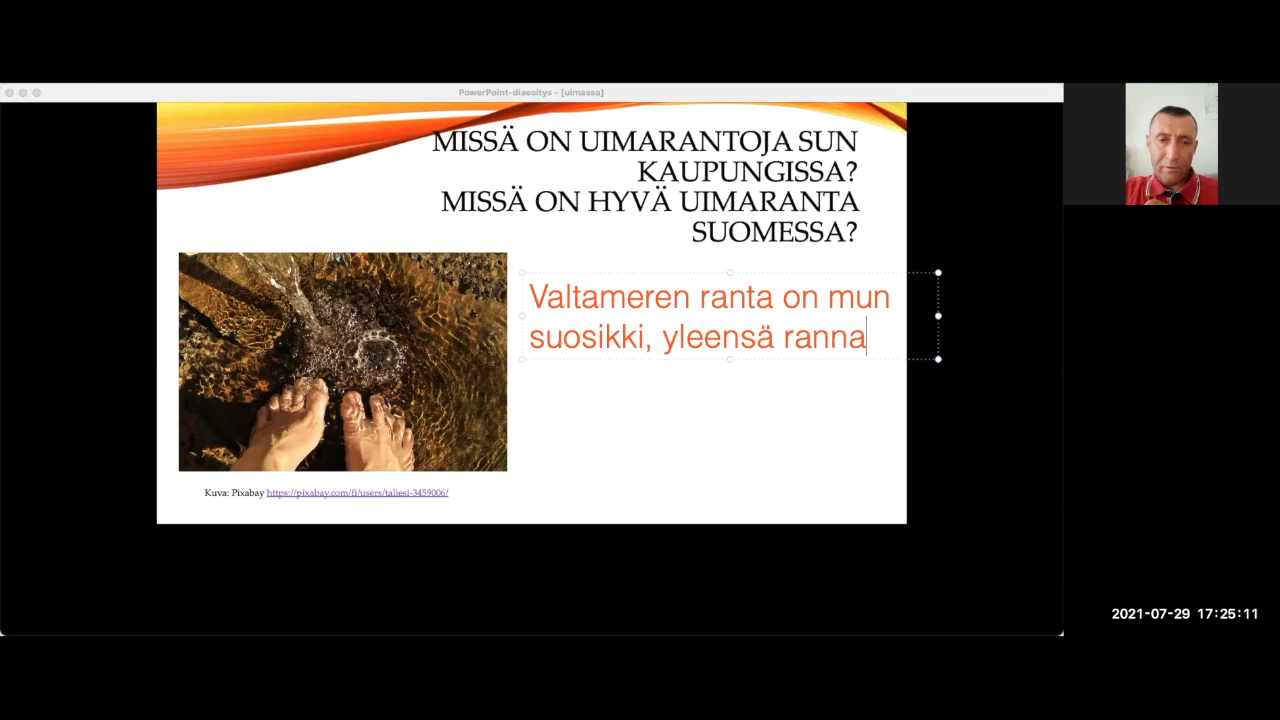 PowerPoint-diaesitys - [uimassa]
MISSÄ ON UIMARANTOJA SUN
KAUPUNGISSA?
MISSÄ ON HYVÄ UIMARANTA
SUOMESSA?
Valtameren ranta on mun
suosikki, yleensä ranna
Kuva: Pixabay https://pixabay.com/fi/users/taliesi-3459006/
2021-07-29 17:25:11